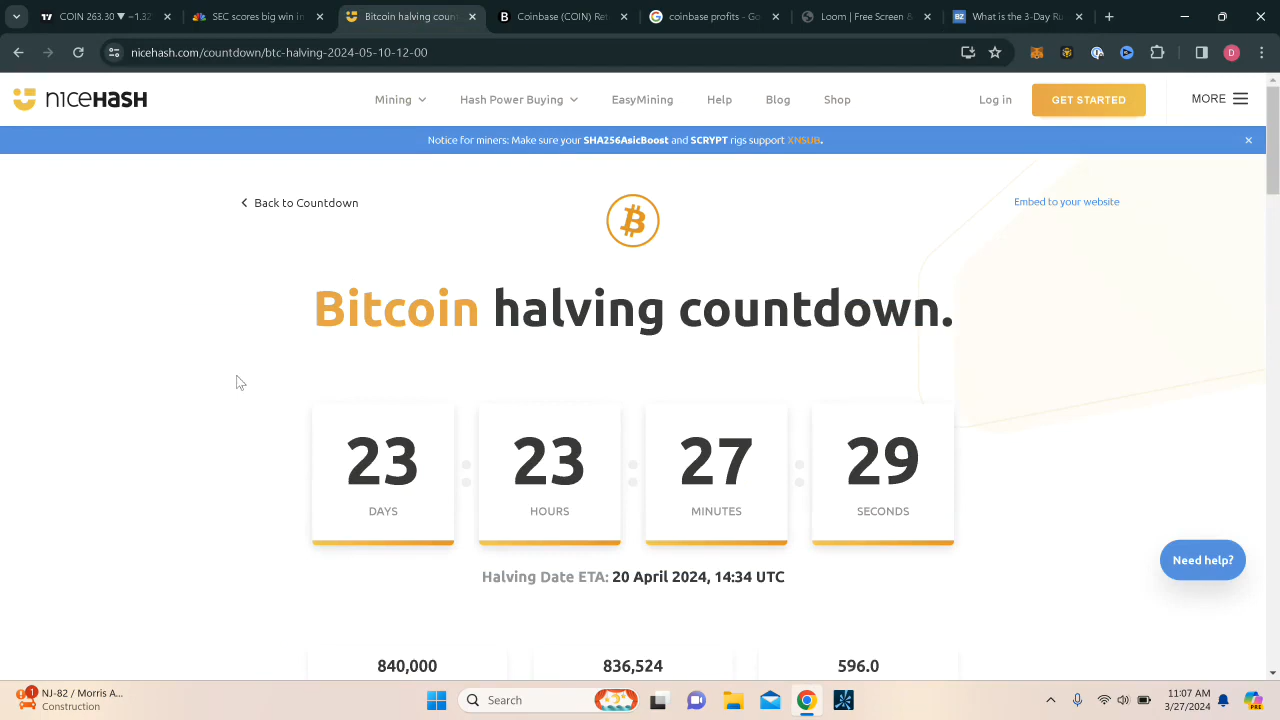 COIN 263.30 ▼ −1.32
SEC scores big win in
Bitcoin halving coun
Coinbase (COIN) Ret
coinbase profits - Go
Loom | Free Screen &
What is the 3-Day Ru
nicehash.com/countdown/btc-halving-2024-05-10-12-00
D
niceHASH
Mining
Hash Power Buying
EasyMining
Help
Blog
Shop
Log in
GET STARTED
MORE
Notice for miners: Make sure your SHA256AsicBoost and SCRYPT rigs support XNSUB.
Back to Countdown
Embed to your website
Bitcoin halving countdown.
23
23
27
29
DAYS
HOURS
MINUTES
SECONDS
Halving Date ETA: 20 April 2024, 14:34 UTC
Need help?
840,000
836,524
596.0
1
NJ-82 / Morris A...
Construction
Search
11:07 AM
3/27/2024
PRE